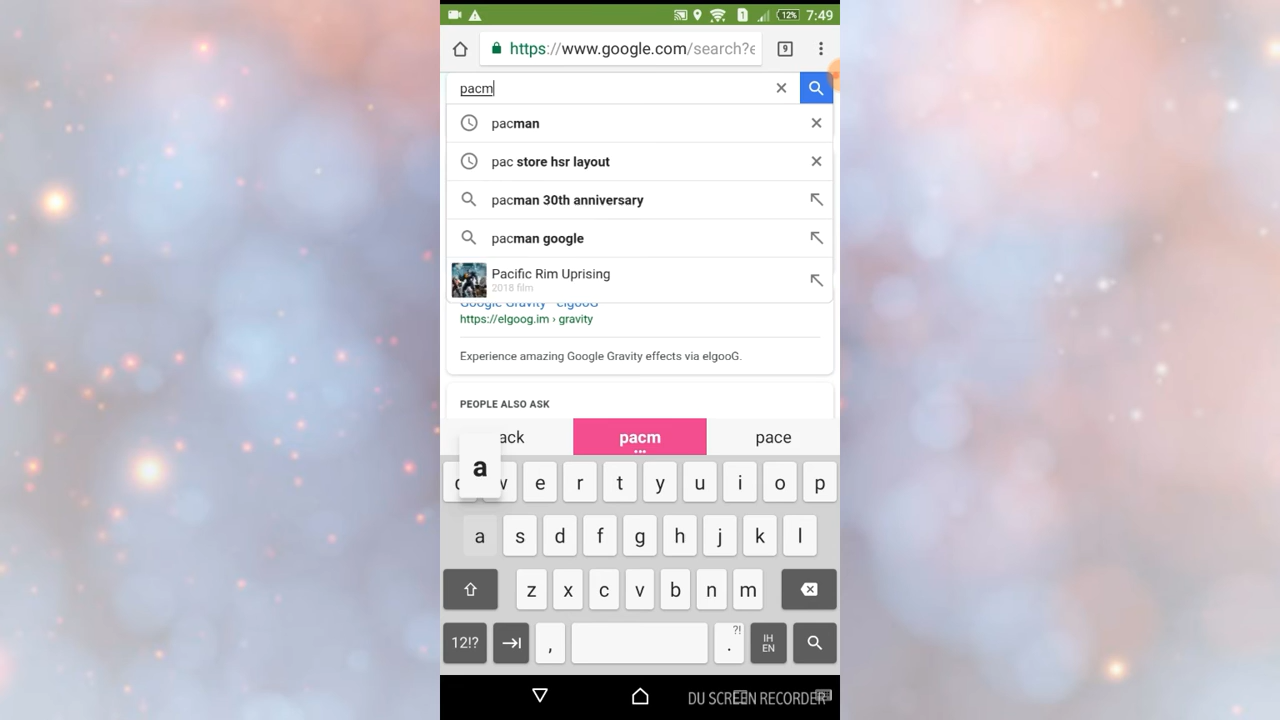 12% 7:49
https://www.google.com/search?e
9
pacm
pacman
pac store hsr layout
pacman 30th anniversary
pacman google
Pacific Rim Uprising
2018 film
Google Gravity - elgooG
https://elgoog.im › gravity
Experience amazing Google Gravity effects via elgooG.
PEOPLE ALSO ASK
ack pacm pace
a
w e r t y u i o p
a s d f g h j k l
z x c v b n m
12!? , . ?! IH EN
DU SCREEN RECORDER